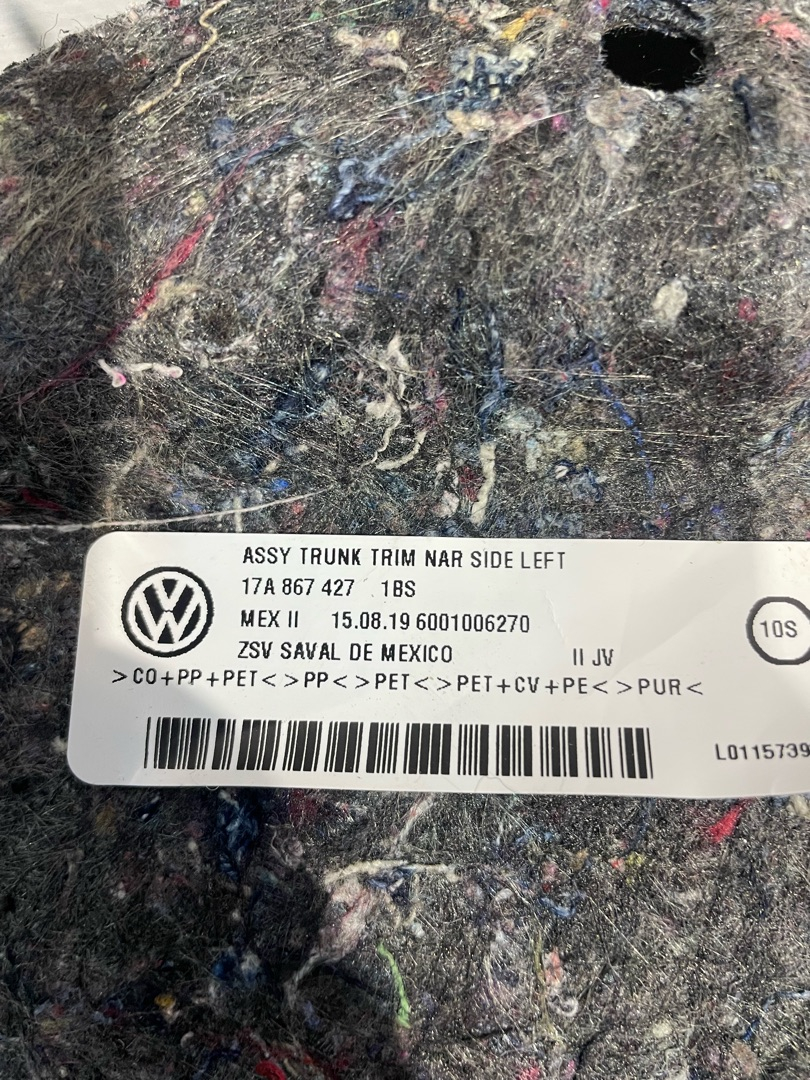 ASSY TRUNK TRIM NAR SIDE LEFT
17A 867 427 1BS
MEX II 15.08.19 6001006270
10S
ZSV SAVAL DE MEXICO II JV
>CO+PP+PET<>PP<>PET<>PET+CV+PE<>PUR<
L0115739